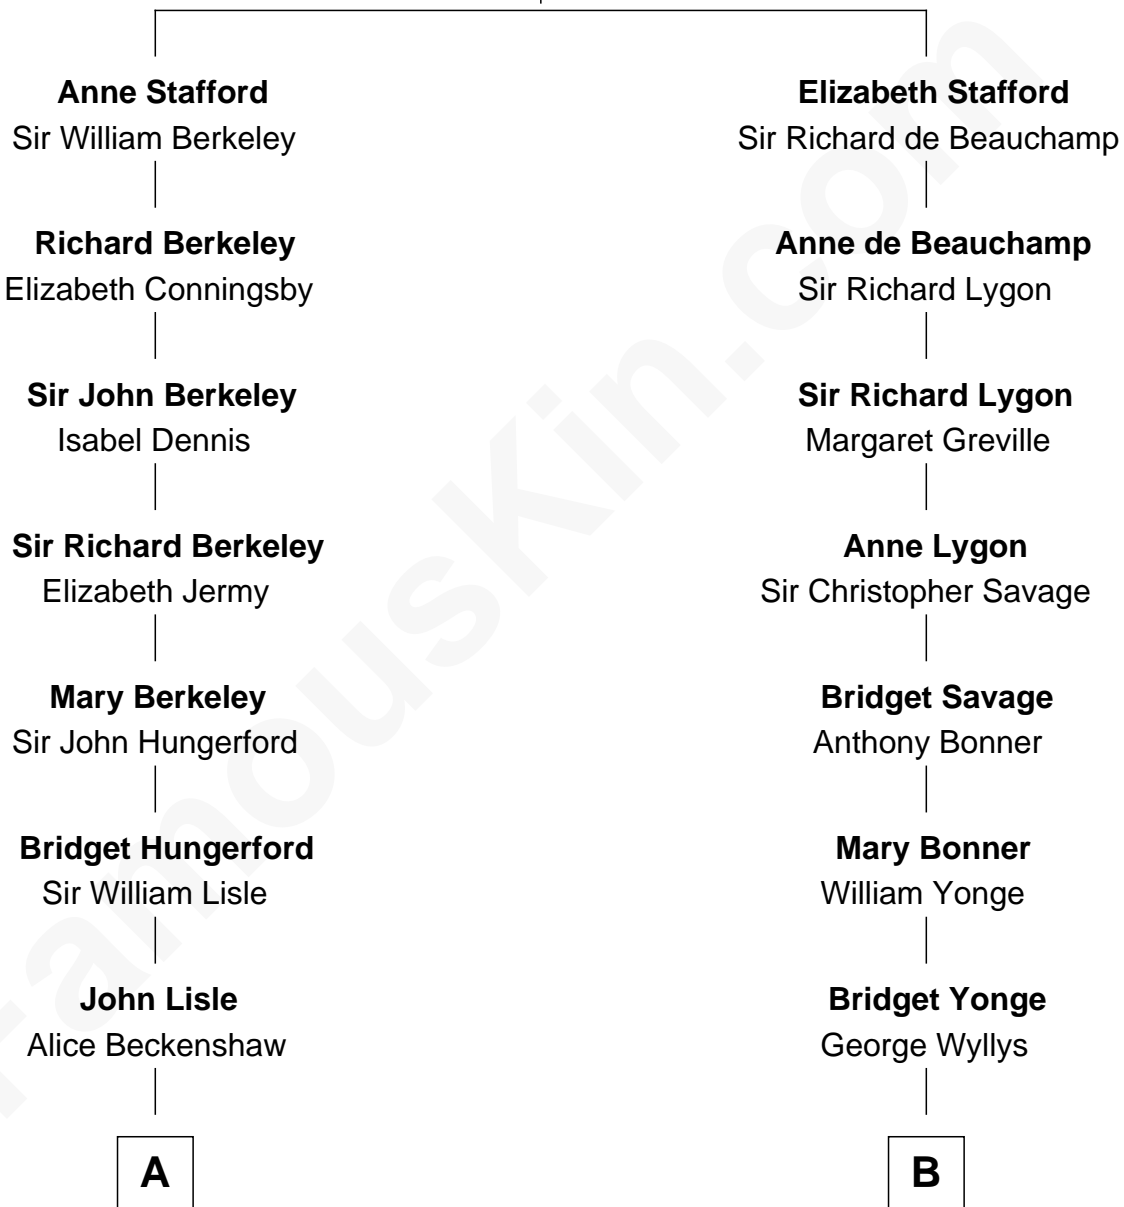 Anne Stafford
Sir William Berkeley
Elizabeth Stafford
Sir Richard de Beauchamp
Richard Berkeley
Elizabeth Conningsby
Anne de Beauchamp
Sir Richard Lygon
Sir John Berkeley
Isabel Dennis
Sir Richard Lygon
Margaret Greville
Sir Richard Berkeley
Elizabeth Jermy
Anne Lygon
Sir Christopher Savage
Mary Berkeley
Sir John Hungerford
Bridget Savage
Anthony Bonner
Bridget Hungerford
Sir William Lisle
Mary Bonner
William Yonge
John Lisle
Alice Beckenshaw
Bridget Yonge
George Wyllys
A
B
FamousKin.com